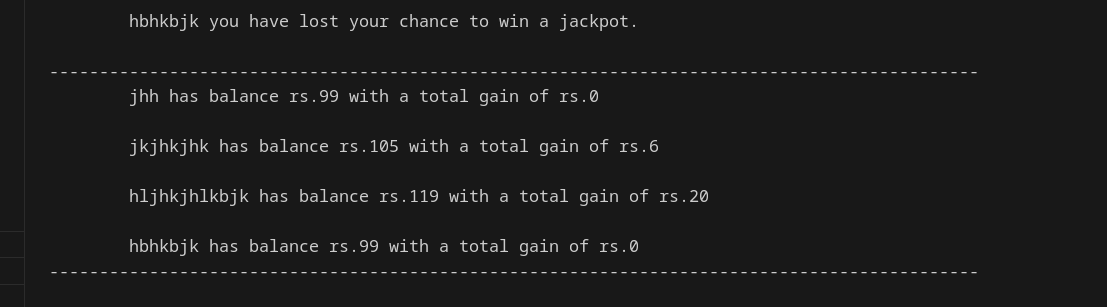 hbhkbjk you have lost your chance to win a jackpot.
---------------------------------------------------------------------------------------------
jhh has balance rs.99 with a total gain of rs.0
jkjhkjhk has balance rs.105 with a total gain of rs.6
hljhkjhlkbjk has balance rs.119 with a total gain of rs.20
hbhkbjk has balance rs.99 with a total gain of rs.0
---------------------------------------------------------------------------------------------